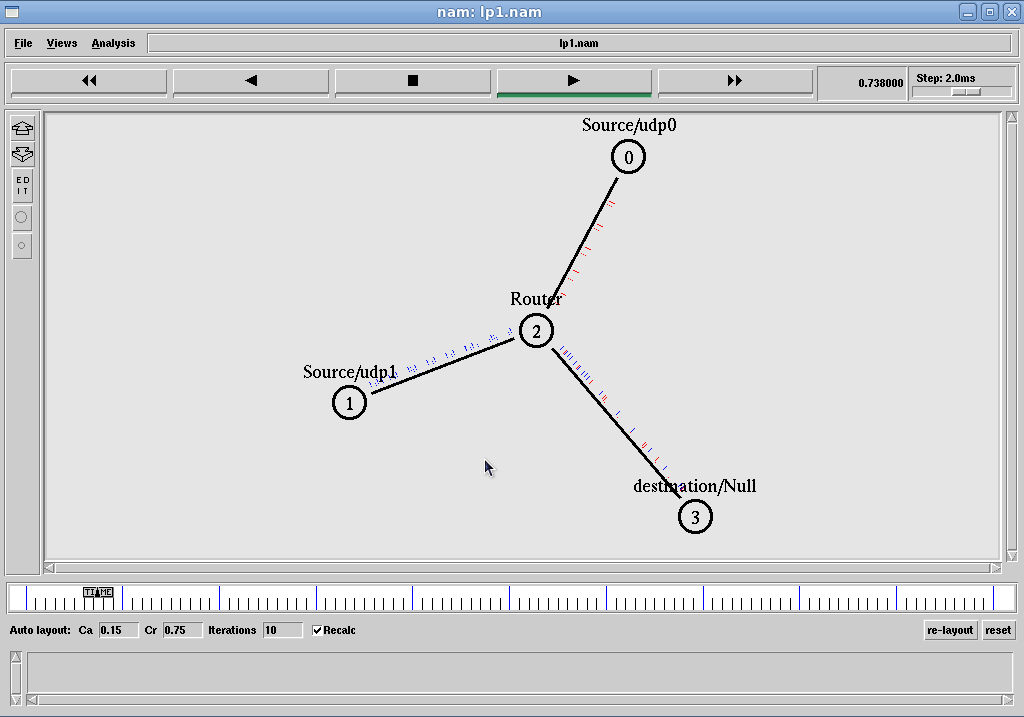 nam: lp1.nam
File Views Analysis lp1.nam
0.738000 Step: 2.0ms
ED
IT
Source/udp0
0
Router
2
Source/udp1
1
destination/Null
3
TIME
Auto layout: Ca 0.15 Cr 0.75 Iterations 10 Recalc re-layout reset